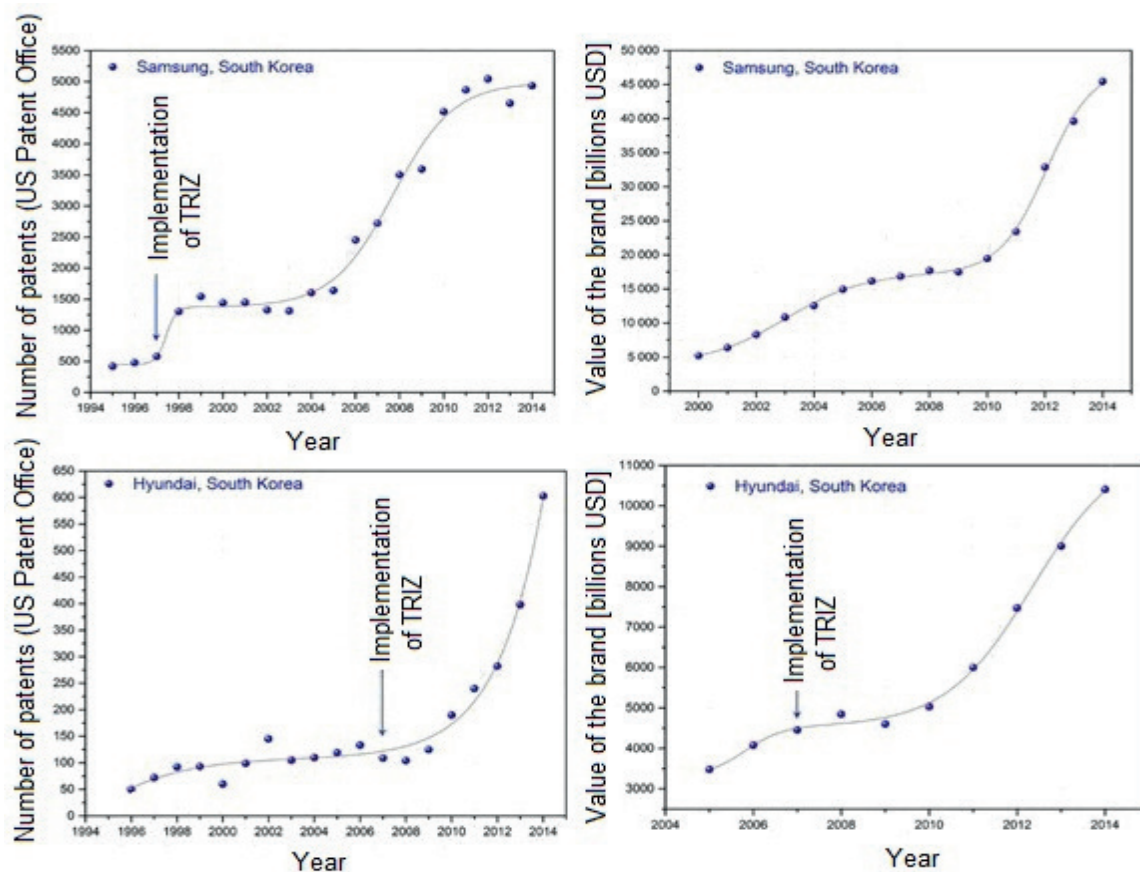 Number of patents (US Patent Office)
5500
5000
4500
4000
3500
3000
2500
2000
1500
1000
500
0
Samsung, South Korea
Implementation
of TRIZ
1994 1996 1998 2000 2002 2004 2006 2008 2010 2012 2014
Year
Value of the brand [billions USD]
50 000
45 000
40 000
35 000
30 000
25 000
20 000
15 000
10 000
5 000
0
Samsung, South Korea
2000 2002 2004 2006 2008 2010 2012 2014
Year
Number of patents (US Patent Office)
650
600
550
500
450
400
350
300
250
200
150
100
50
0
Hyundai, South Korea
Implementation
of TRIZ
1994 1996 1998 2000 2002 2004 2006 2008 2010 2012 2014
Year
Value of the brand [billions USD]
11000
10000
9000
8000
7000
6000
5000
4000
3000
Hyundai, South Korea
Implementation
of TRIZ
2004 2006 2008 2010 2012 2014
Year